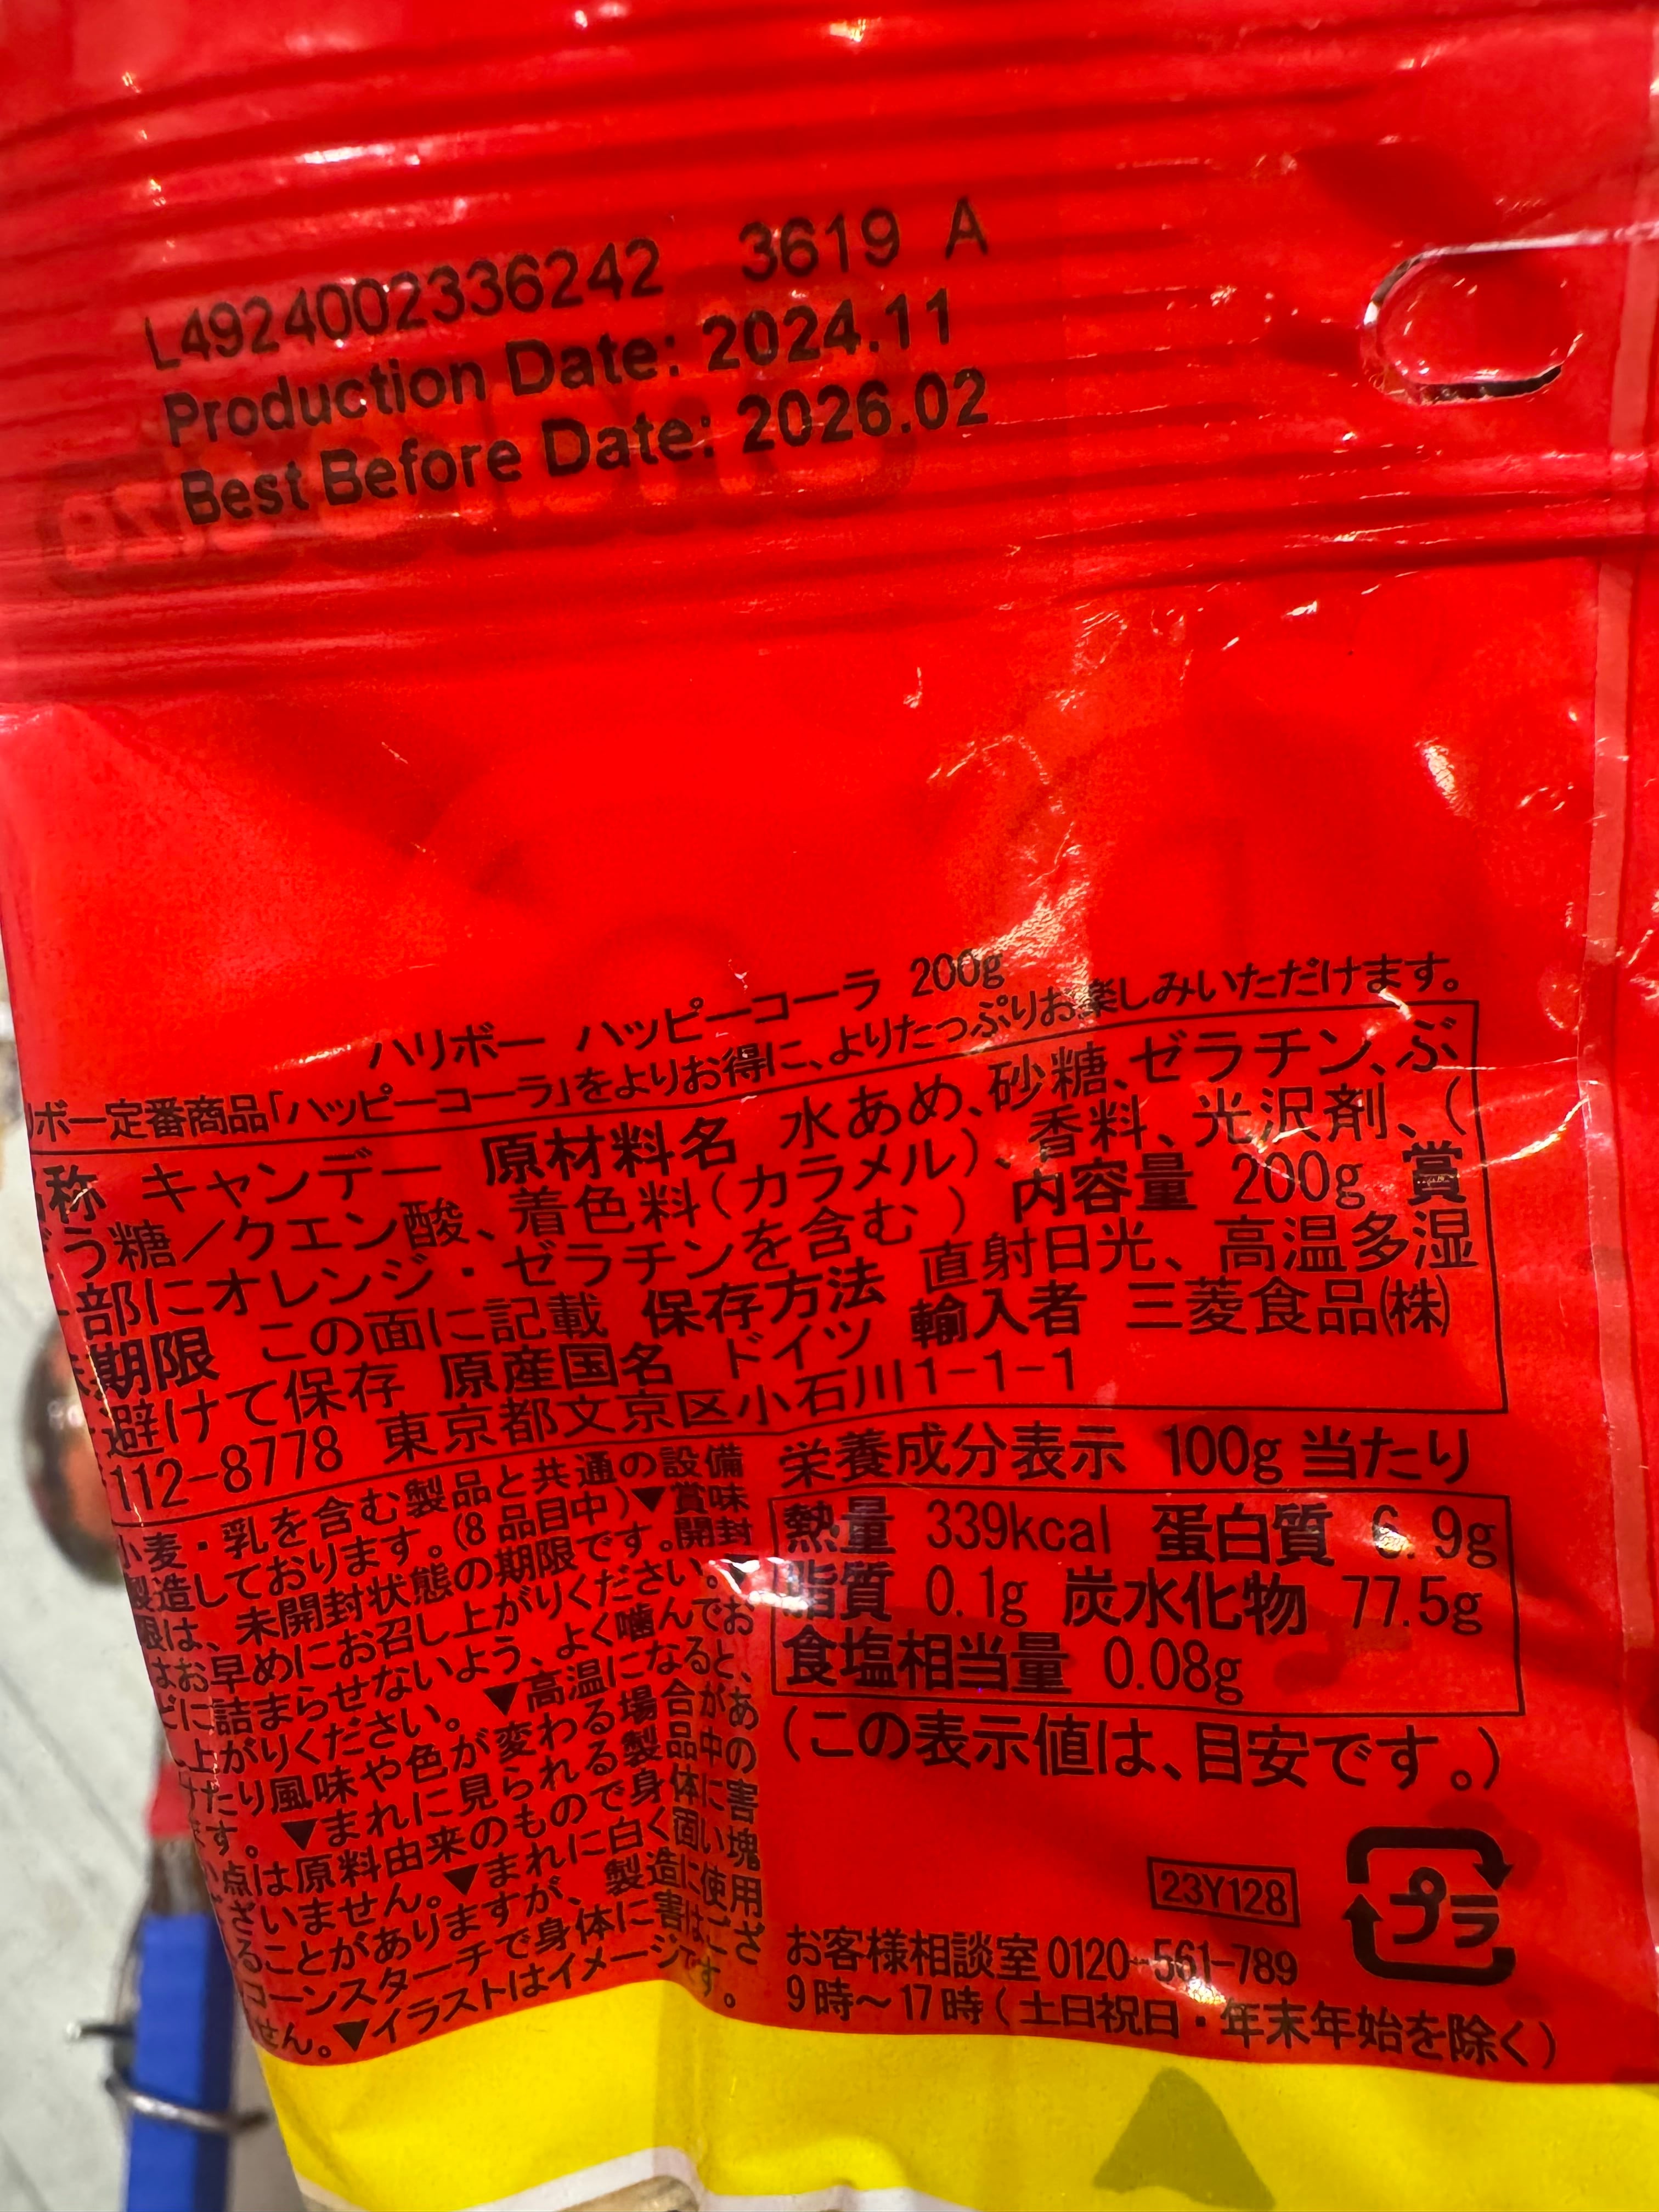 L4924002336242 3619 A
Production Date: 2024.11
Best Before Date: 2026.02
ハリボー ハッピーコーラ 200g
ボー定番商品「ハッピーコーラ」をよりお得に、よりたっぷりお楽しみいただけます。
称 キャンデー 原材料名 水あめ、砂糖、ゼラチン、ぶ
う糖／クエン酸、着色料(カラメル)、香料、光沢剤、(
部にオレンジ・ゼラチンを含む) 内容量 200g 賞
期限 この面に記載 保存方法 直射日光、高温多湿
避けて保存 原産国名 ドイツ 輸入者 三菱食品(株)
112-8778 東京都文京区小石川1-1-1
小麦・乳を含む製品と共通の設備
製造しております。(8品目中)▼賞味
限は、未開封状態の期限です。開封
はお早めにお召し上がりください。▼
どに詰まらせないよう、よく噛んでお
上がりください。▼高温になると、
たり風味や色が変わる場合があ
す。▼まれに見られる製品中の
点は原料由来のもので身体に害
ございません。▼まれに白く固い塊
ることがありますが、製造に使用
コーンスターチで身体に害はござ
せん。▼イラストはイメージです。
栄養成分表示 100g当たり
熱量 339kcal 蛋白質 6.9g
脂質 0.1g 炭水化物 77.5g
食塩相当量 0.08g
(この表示値は、目安です。)
23Y128
プラ
お客様相談室0120-561-789
9時～17時(土日祝日・年末年始を除く)